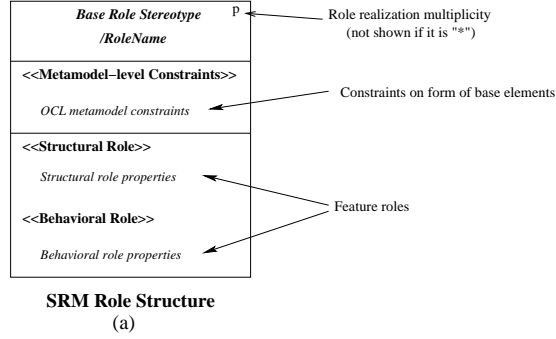 Base Role Stereotype
p
/RoleName
Role realization multiplicity
(not shown if it is "*")
<<Metamodel−level Constraints>>
OCL metamodel constraints
Constraints on form of base elements
<<Structural Role>>
Structural role properties
Feature roles
<<Behavioral Role>>
Behavioral role properties
SRM Role Structure
(a)